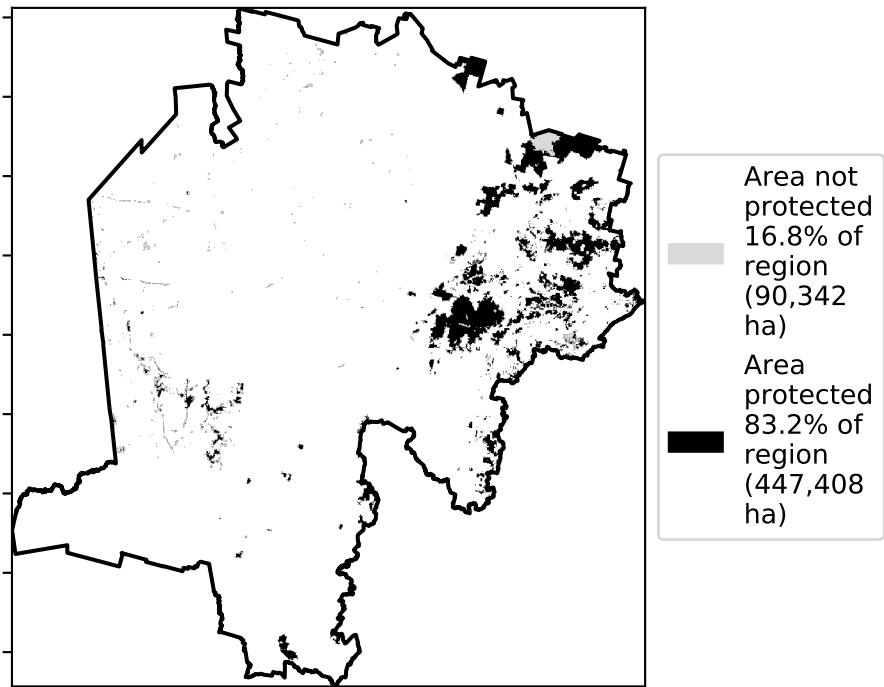 Area not
protected
16.8% of
region
(90,342
ha)
Area
protected
83.2% of
region
(447,408
ha)